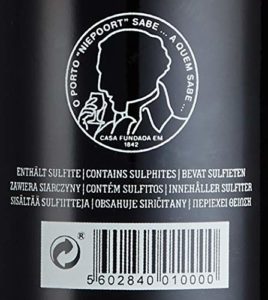 O PORTO "NIEPOORT" SABE ... A QUEM SABE ...
CASA FUNDADA EM
1842
ENTHÄLT SULFITE | CONTAINS SULPHITES | BEVAT SULFIETEN
ZAWIERA SIARCZYNY | CONTÉM SULFITOS | INNEHÅLLER SULFITER
SISÄLTÄÄ SULFIITTEJA | OBSAHUJE SIRIČITANY | ΠΕΡΙΕΧΕΙ ΘΕΙΩΔΗ
5 602840 010000 >